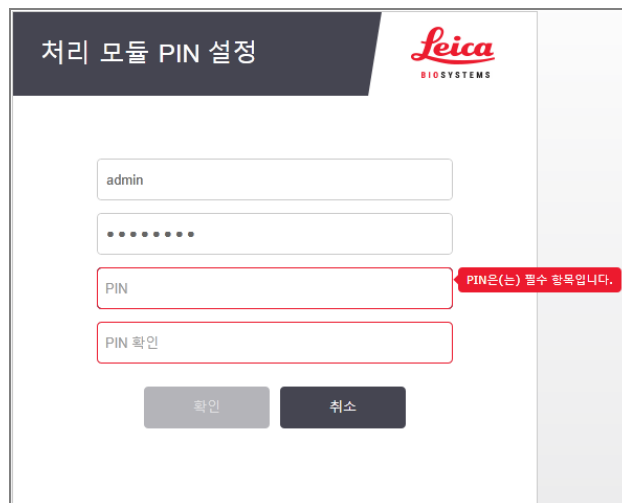 처리 모듈 PIN 설정
Leica
BIOSYSTEMS
admin
••••••••
PIN
PIN은(는) 필수 항목입니다.
PIN 확인
확인
취소